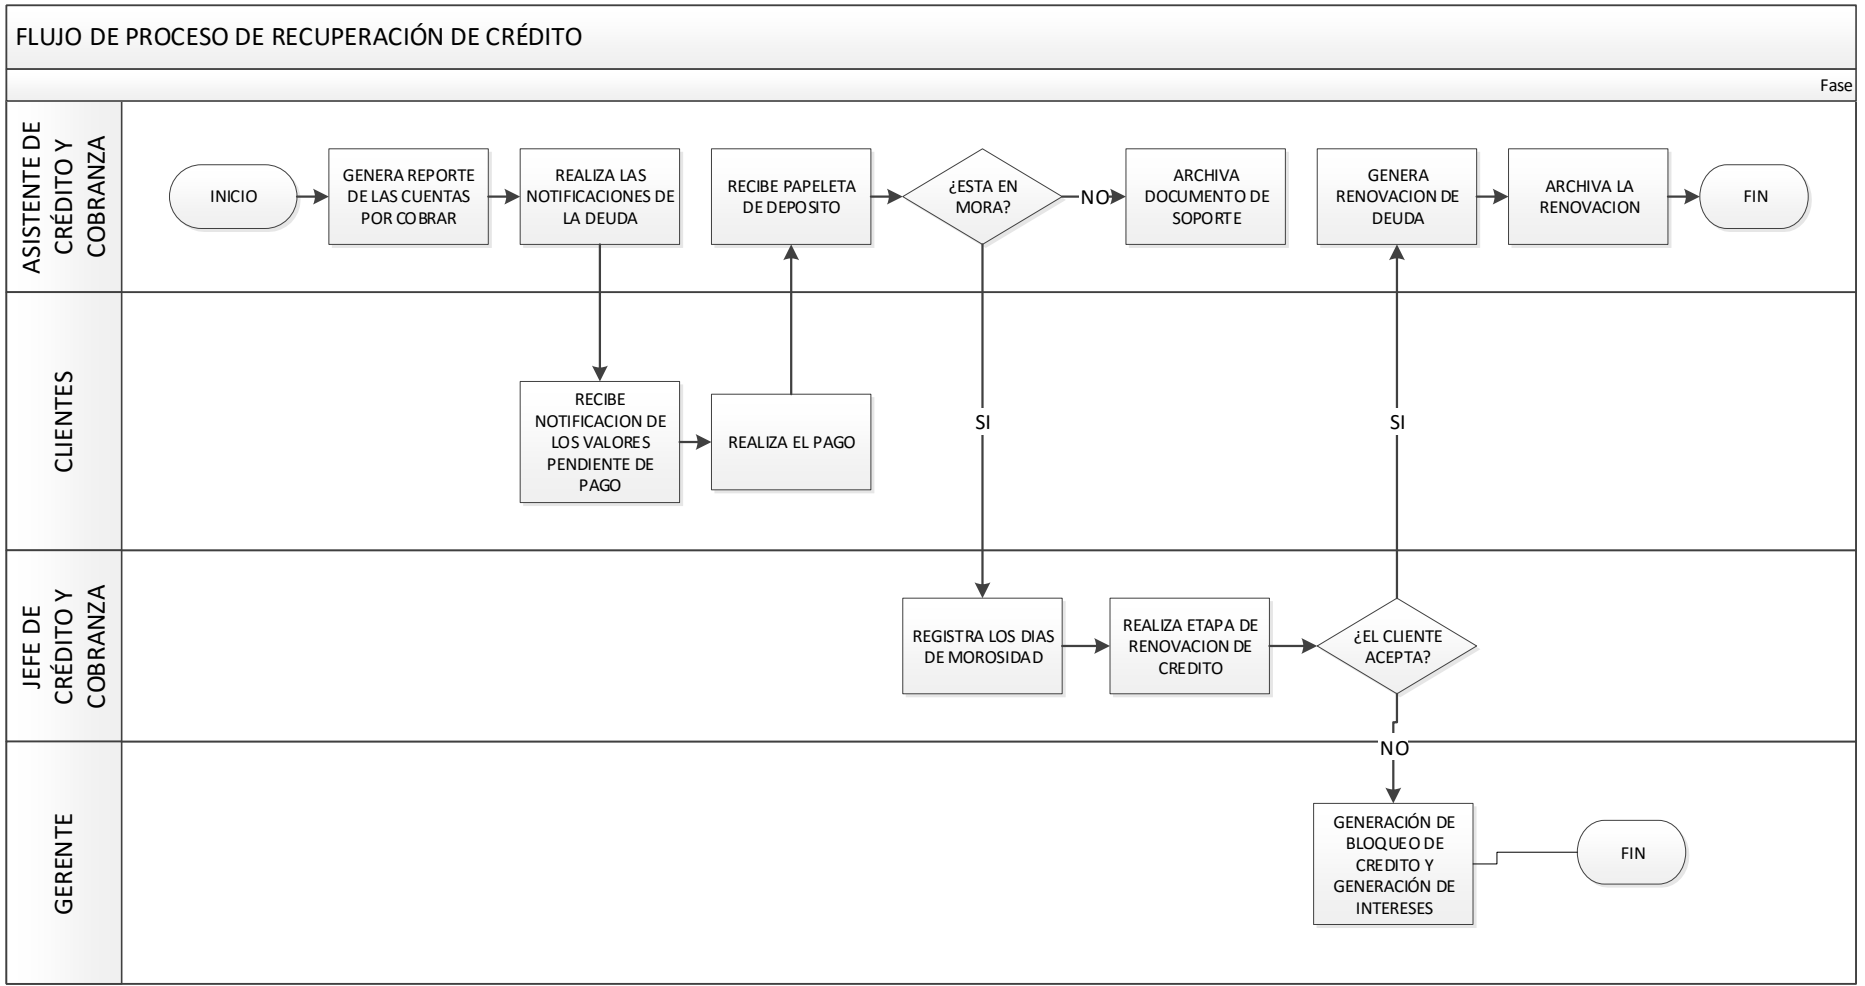 FLUJO DE PROCESO DE RECUPERACIÓN DE CRÉDITO
Fase
ASISTENTE DE
CRÉDITO Y
COBRANZA
INICIO
GENERA REPORTE
DE LAS CUENTAS
POR COBRAR
REALIZA LAS
NOTIFICACIONES DE
LA DEUDA
RECIBE PAPELETA
DE DEPOSITO
¿ESTA EN
MORA?
NO
ARCHIVA
DOCUMENTO DE
SOPORTE
GENERA
RENOVACION DE
DEUDA
ARCHIVA LA
RENOVACION
FIN
CLIENTES
RECIBE
NOTIFICACION DE
LOS VALORES
PENDIENTE DE
PAGO
REALIZA EL PAGO
SI
SI
JEFE DE
CRÉDITO Y
COBRANZA
REGISTRA LOS DIAS
DE MOROSIDAD
REALIZA ETAPA DE
RENOVACION DE
CREDITO
¿EL CLIENTE
ACEPTA?
NO
GERENTE
GENERACIÓN DE
BLOQUEO DE
CREDITO Y
GENERACIÓN DE
INTERESES
FIN